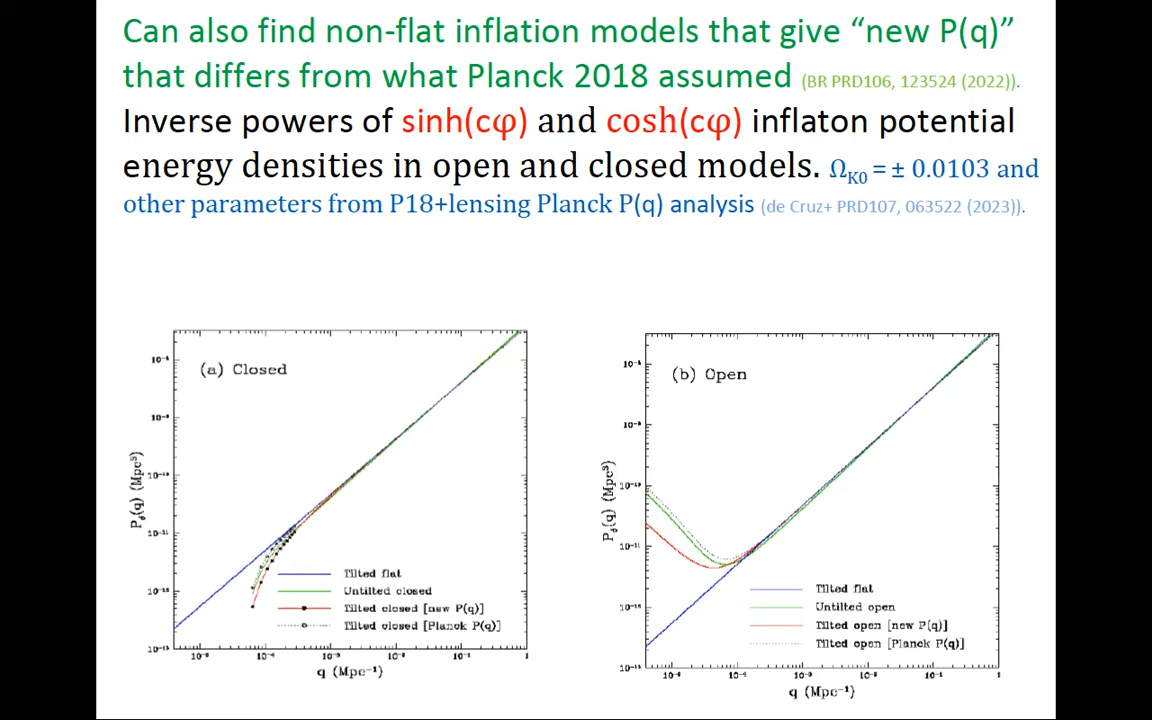 Can also find non-flat inflation models that give “new P(q)”
that differs from what Planck 2018 assumed (BR PRD106, 123524 (2022)).
Inverse powers of sinh(cφ) and cosh(cφ) inflaton potential
energy densities in open and closed models. ΩK0 = ± 0.0103 and
other parameters from P18+lensing Planck P(q) analysis (de Cruz+ PRD107, 063522 (2023)).
(a) Closed
Tilted flat
Untilted closed
Tilted closed [new P(q)]
Tilted closed [Planck P(q)]
q (Mpc⁻¹)
(b) Open
Tilted flat
Untilted open
Tilted open [new P(q)]
Tilted open [Planck P(q)]
q (Mpc⁻¹)